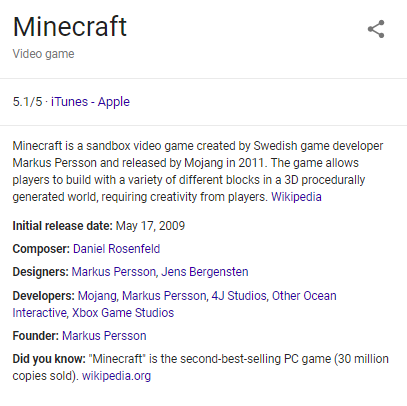 Minecraft
Video game
5.1/5 · iTunes - Apple
Minecraft is a sandbox video game created by Swedish game developer
Markus Persson and released by Mojang in 2011. The game allows
players to build with a variety of different blocks in a 3D procedurally
generated world, requiring creativity from players. Wikipedia
Initial release date: May 17, 2009
Composer: Daniel Rosenfeld
Designers: Markus Persson, Jens Bergensten
Developers: Mojang, Markus Persson, 4J Studios, Other Ocean
Interactive, Xbox Game Studios
Founder: Markus Persson
Did you know: "Minecraft" is the second-best-selling PC game (30 million
copies sold). wikipedia.org